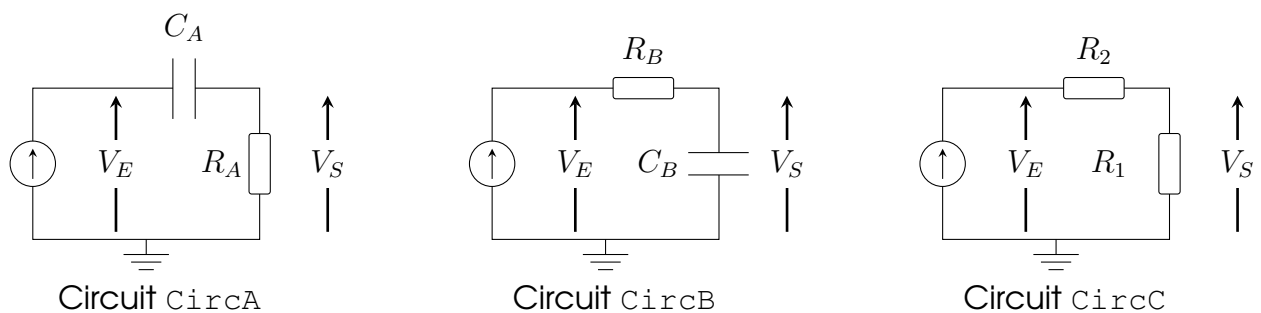 C_A
R_B
R_2
V_E
R_A
V_S
V_E
C_B
V_S
V_E
R_1
V_S
Circuit CircA
Circuit CircB
Circuit CircC